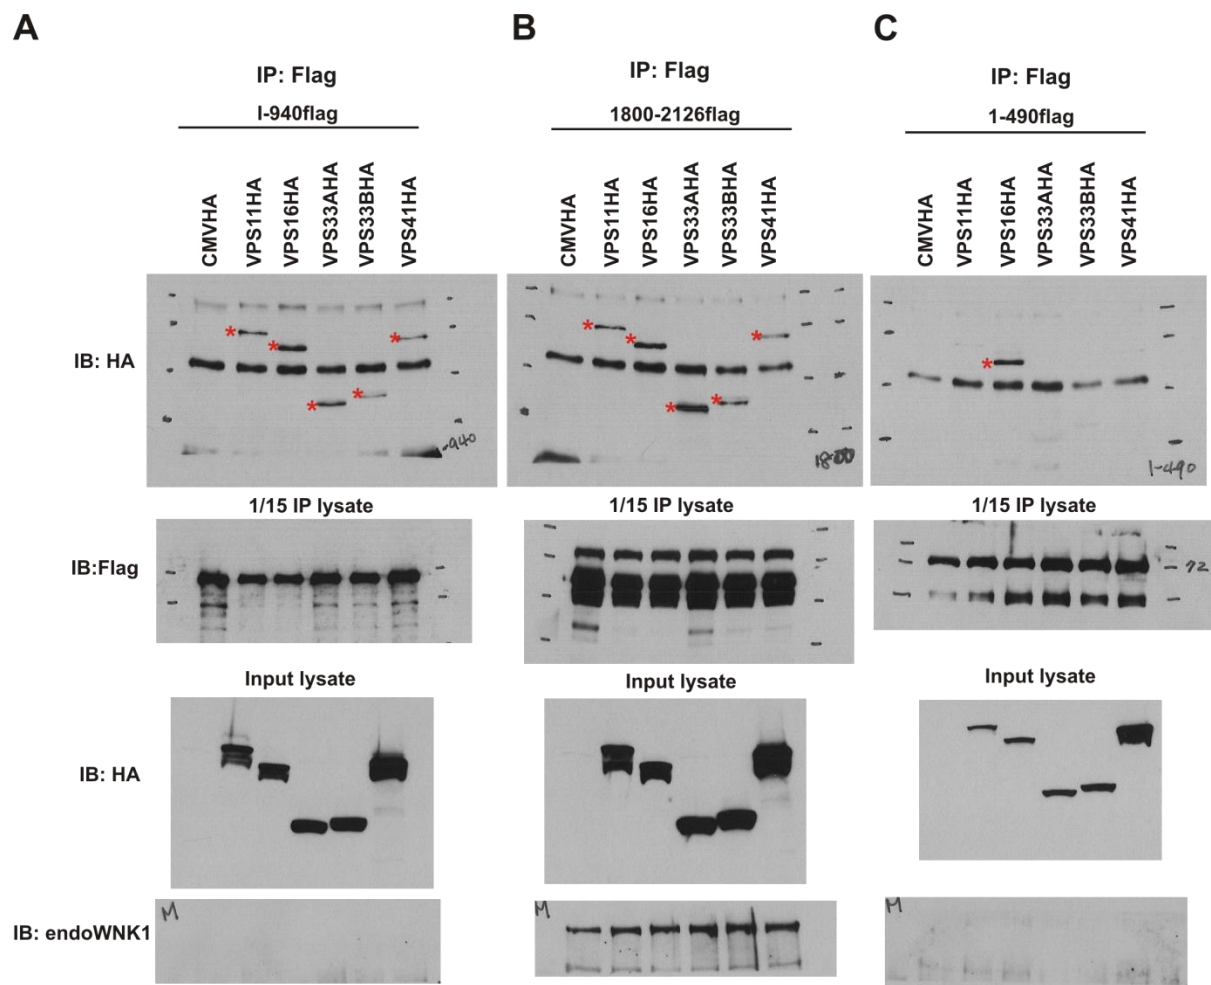 A
B
C
IP: Flag
IP: Flag
IP: Flag
I-940flag
1800-2126flag
1-490flag
CMVHA
VPS11HA
VPS16HA
VPS33AHA
VPS33BHA
VPS41HA
CMVHA
VPS11HA
VPS16HA
VPS33AHA
VPS33BHA
VPS41HA
CMVHA
VPS11HA
VPS16HA
VPS33AHA
VPS33BHA
VPS41HA
IB: HA
* * * * *
* * * * *
*
-940
1800
1-490
1/15 IP lysate
1/15 IP lysate
1/15 IP lysate
IB:Flag
72
Input lysate
Input lysate
Input lysate
IB: HA
IB: endoWNK1
M
M
M